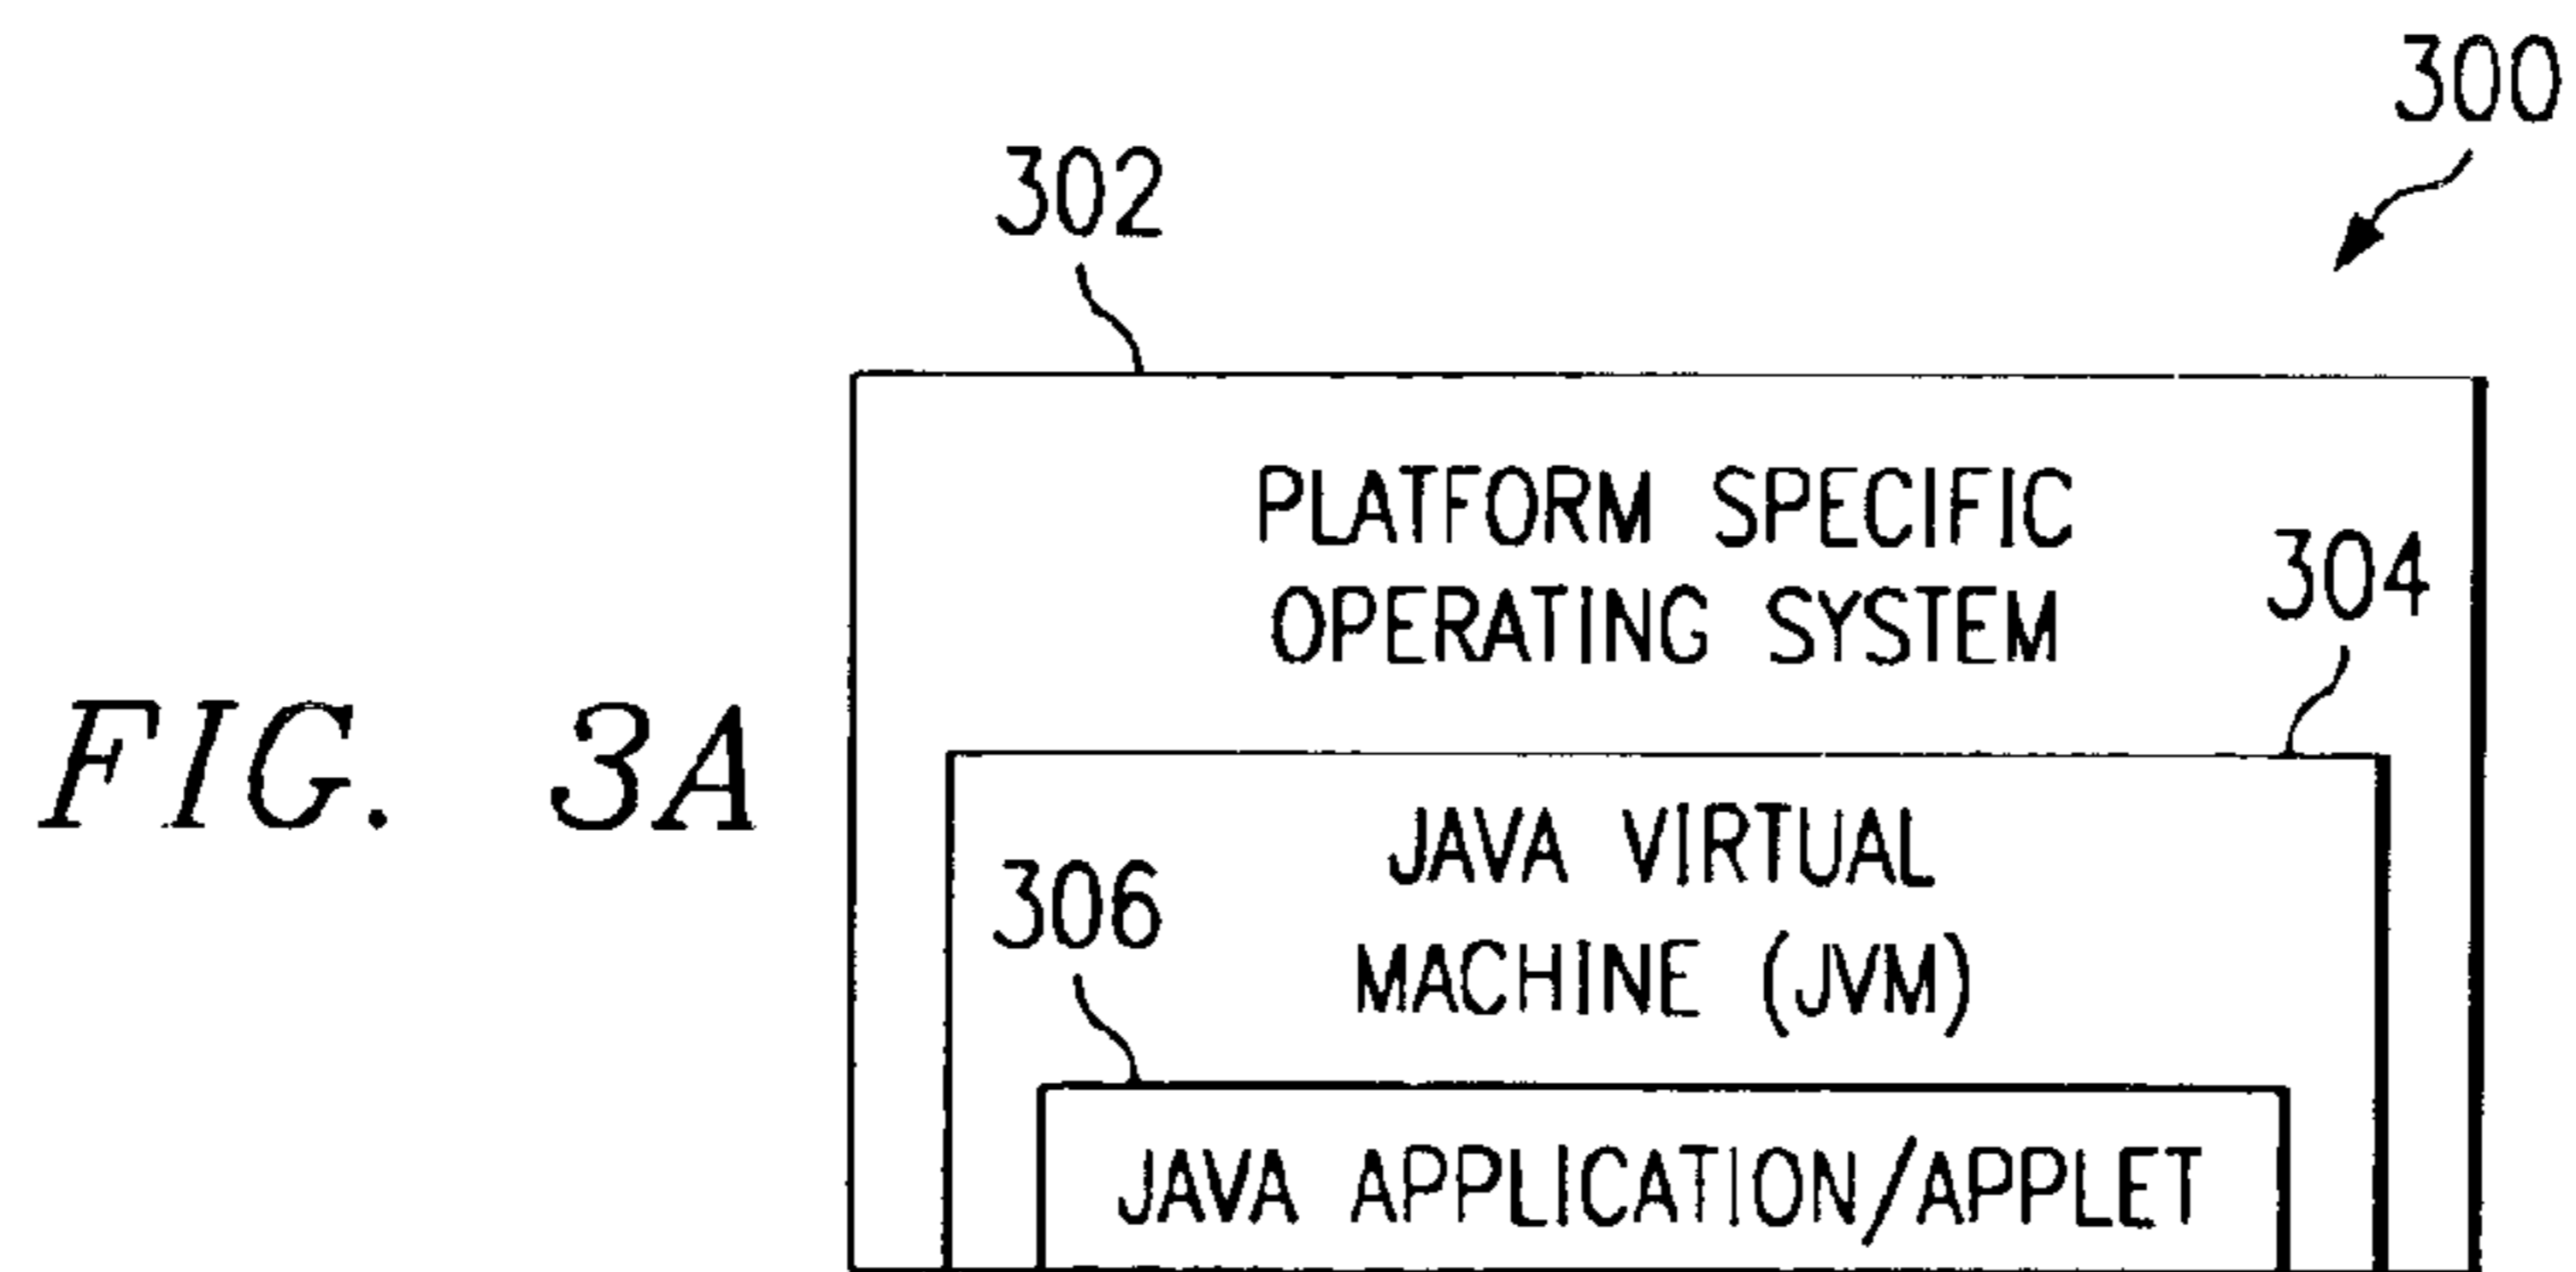 300
302
PLATFORM SPECIFIC
OPERATING SYSTEM
304
FIG. 3A
JAVA VIRTUAL
MACHINE (JVM)
306
JAVA APPLICATION/APPLET